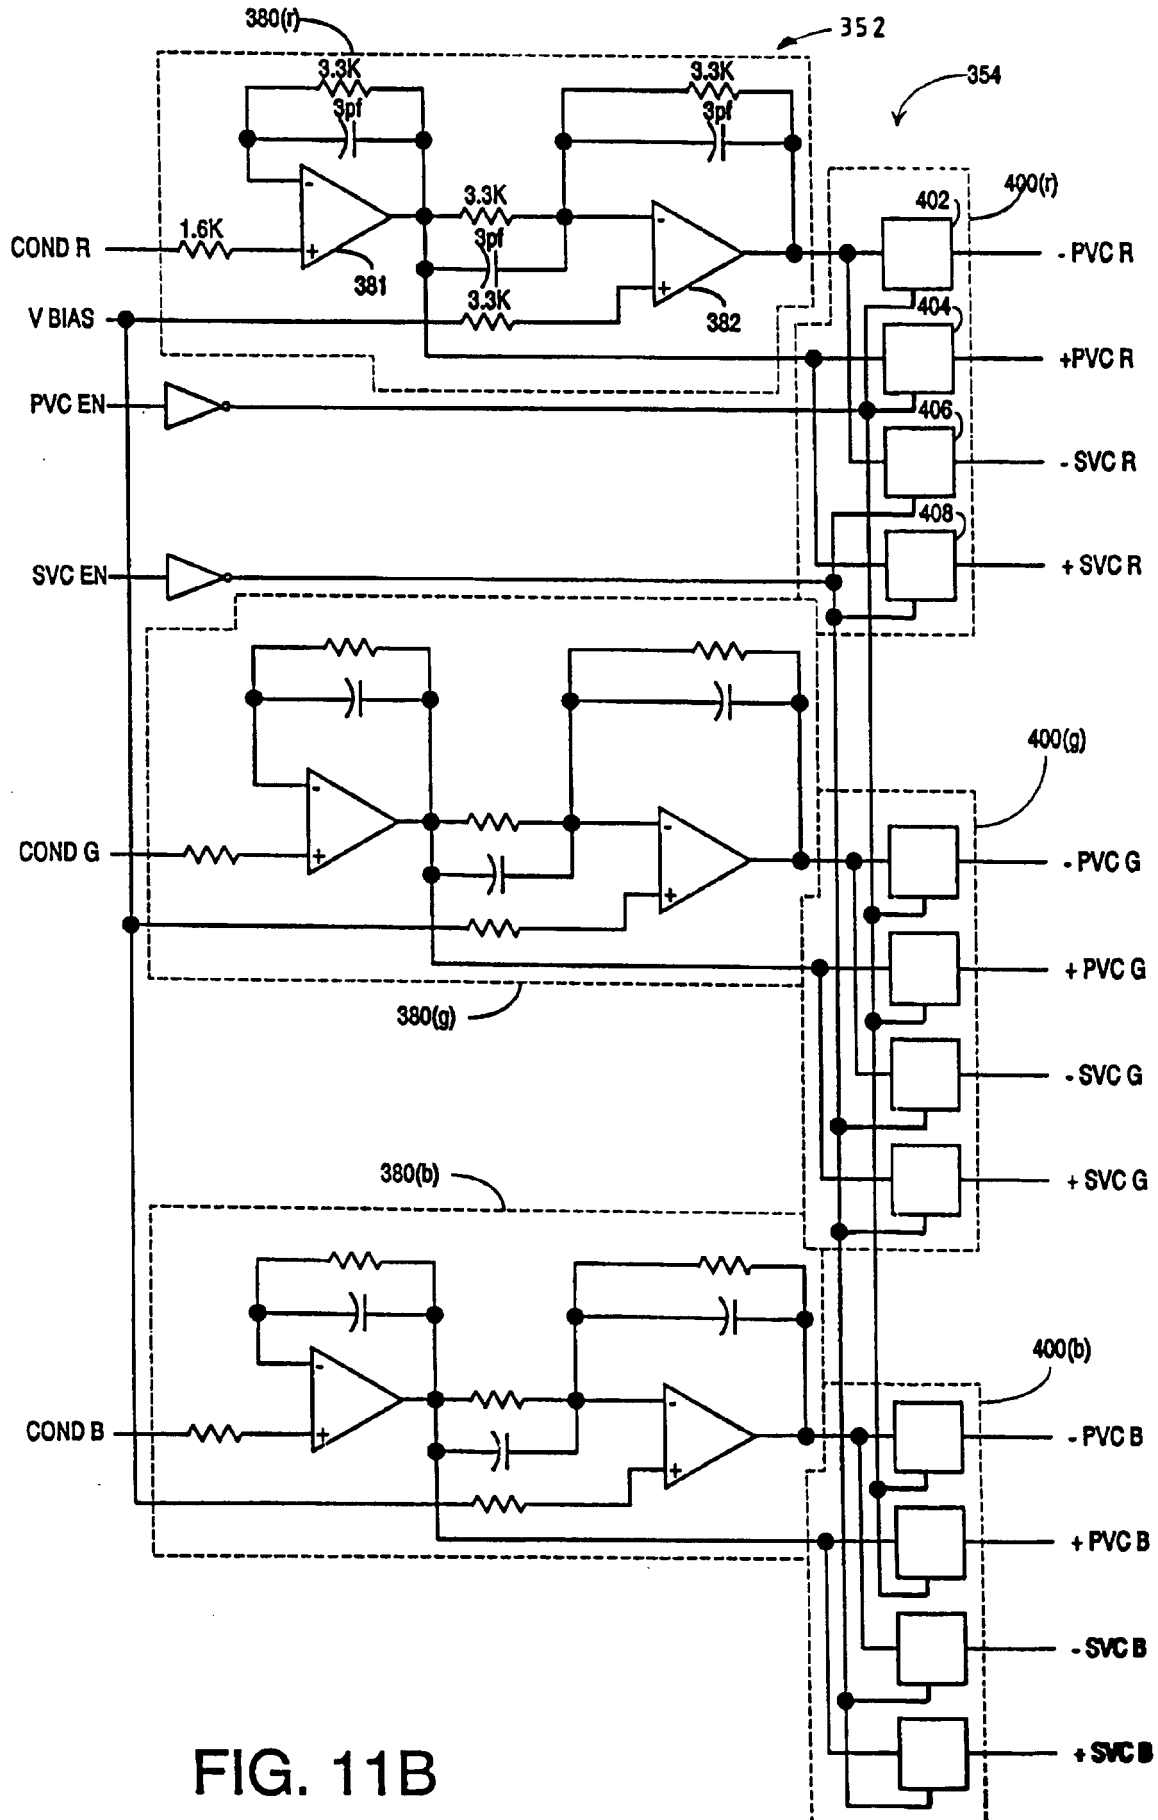 380(r)
352
354
3.3K
3pf
3.3K
3pf
400(r)
402
3.3K
1.6K
COND R
-
+
3pf
-
+
- PVC R
381
3.3K
382
404
V BIAS
+PVC R
PVC EN
406
- SVC R
408
SVC EN
+ SVC R
400(g)
-
+
-
+
COND G
- PVC G
+ PVC G
380(g)
- SVC G
380(b)
+ SVC G
400(b)
-
+
-
+
COND B
- PVC B
+ PVC B
- SVC B
+ SVC B
FIG. 11B